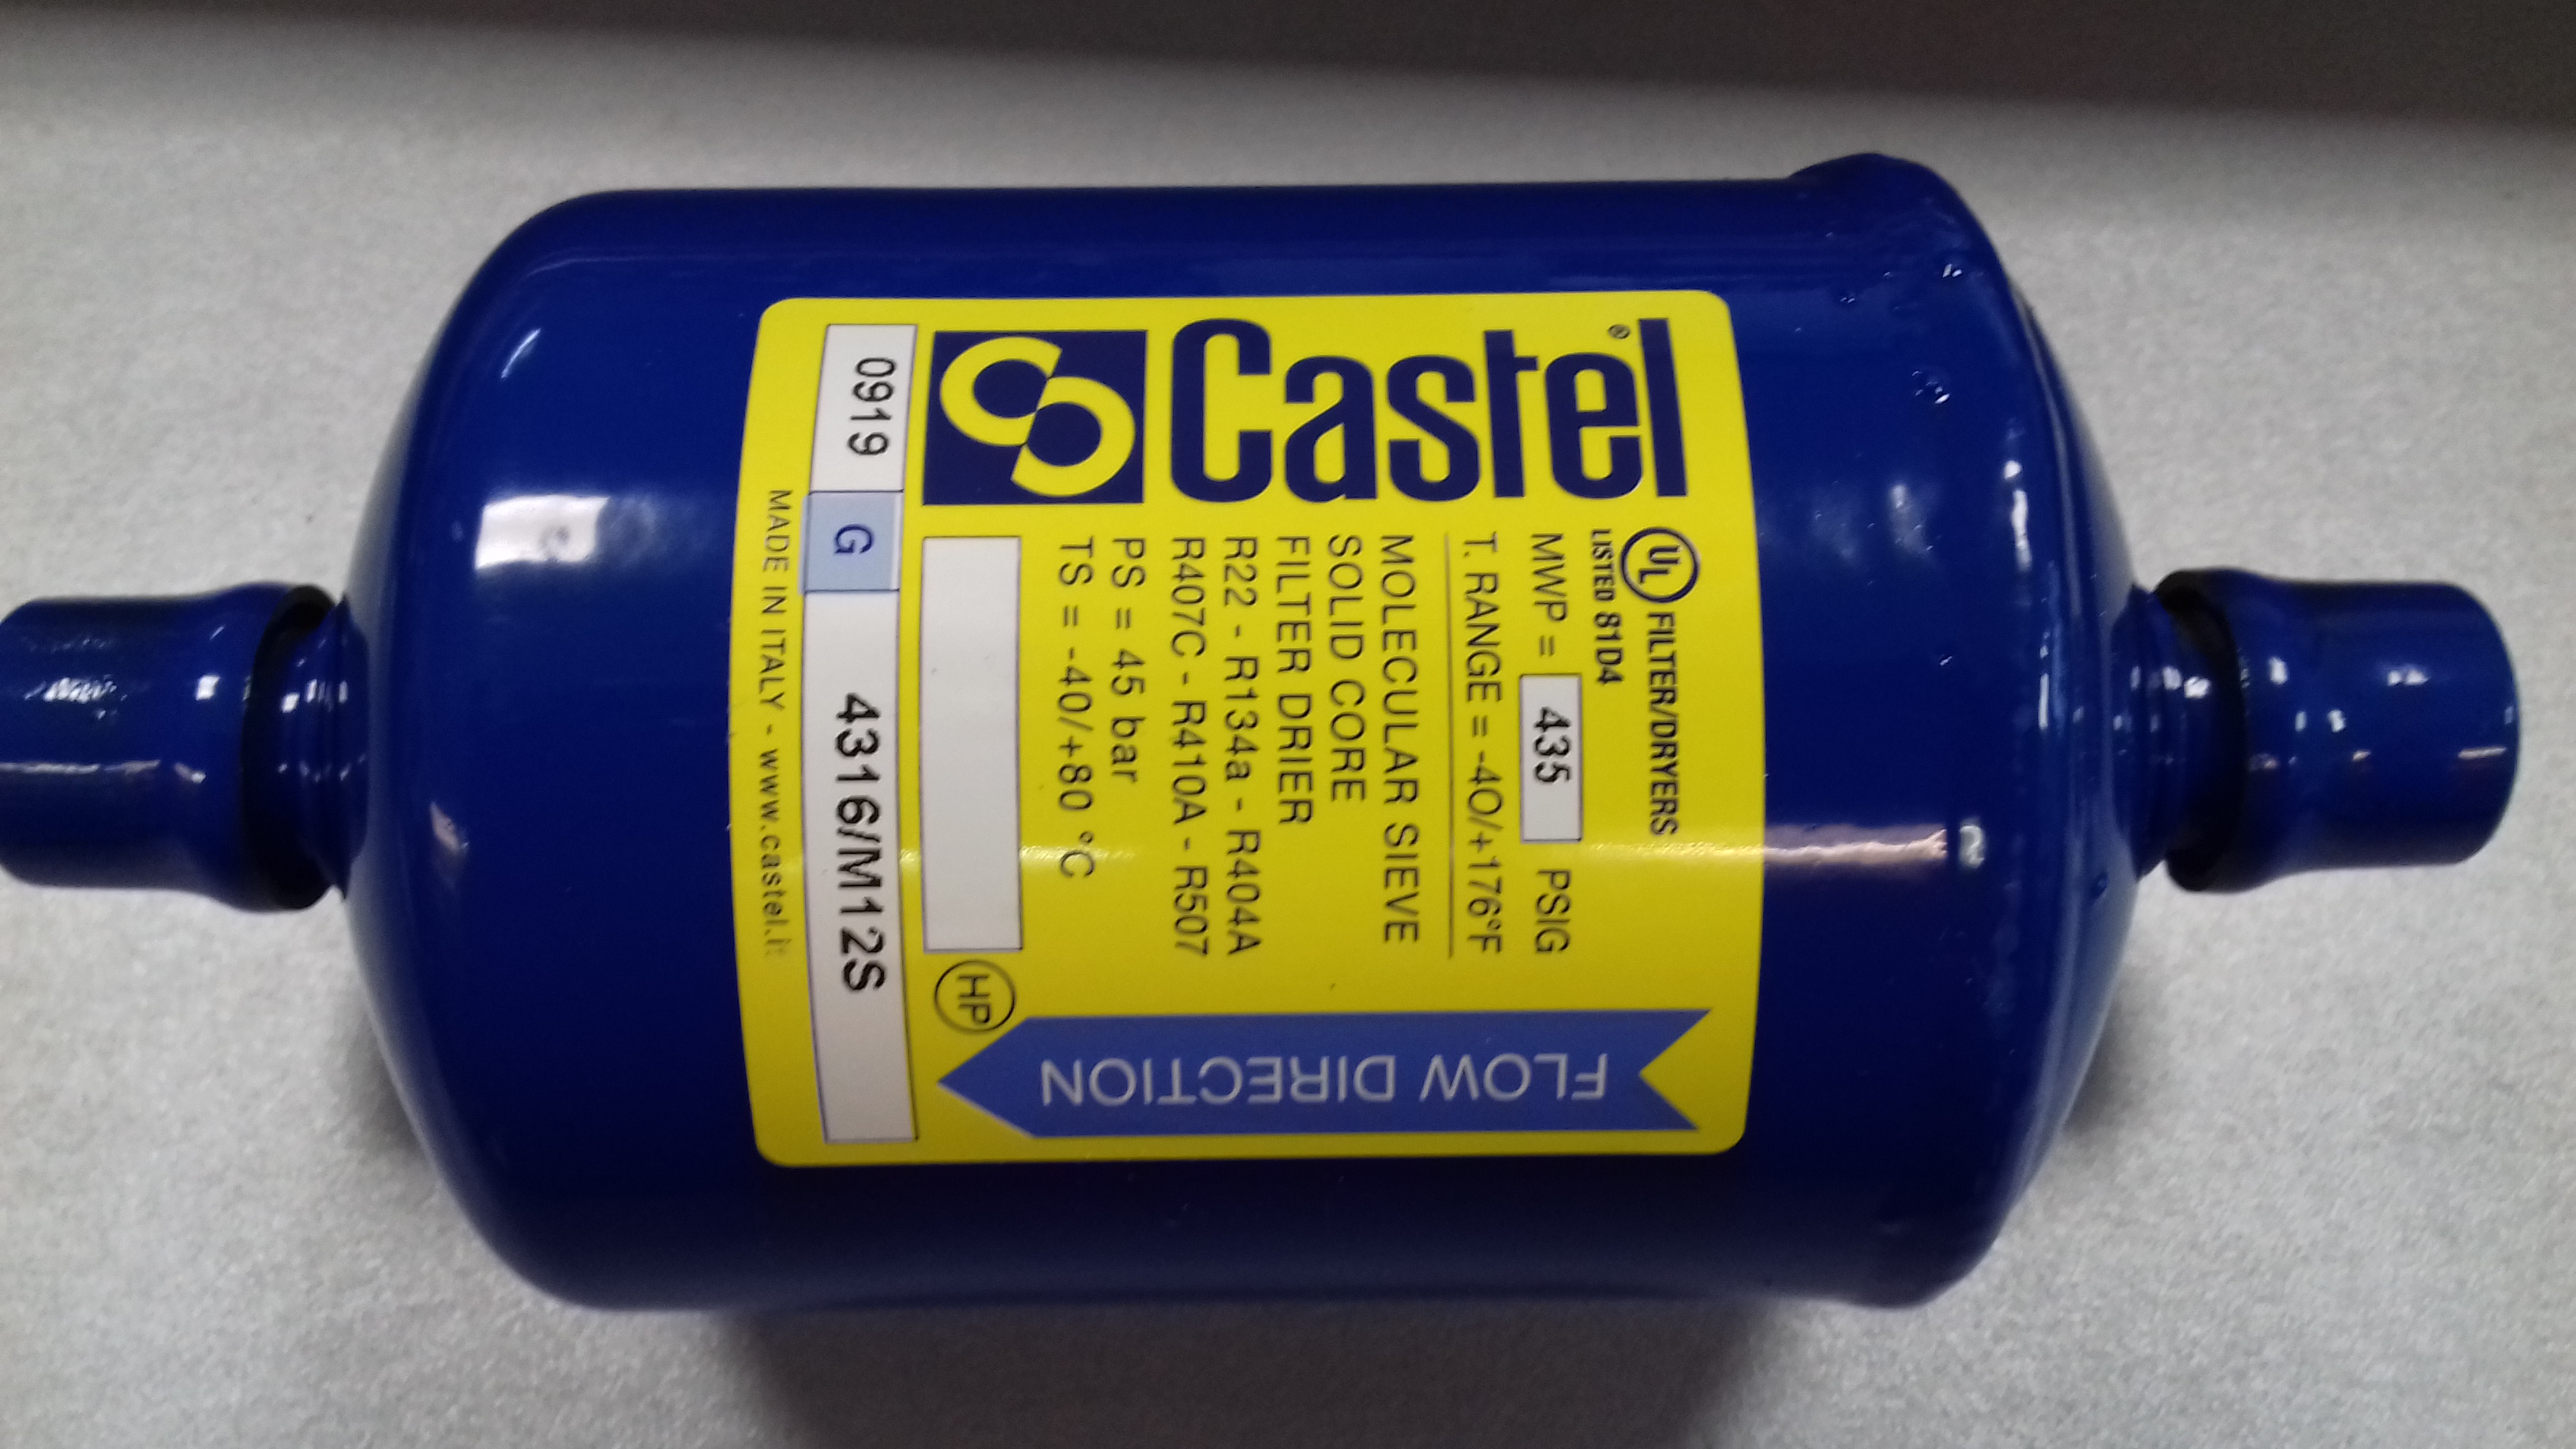 Castel®
UL FILTER/DRYERS
LISTED 81D4
MWP = 435 PSIG
T. RANGE = -40/+176°F
MOLECULAR SIEVE
SOLID CORE
FILTER DRIER
R22 - R134a - R404A
R407C - R410A - R507
PS = 45 bar
TS = -40/+80 °C
HP
FLOW DIRECTION
0919 G 4316/M12S
MADE IN ITALY - www.castel.it